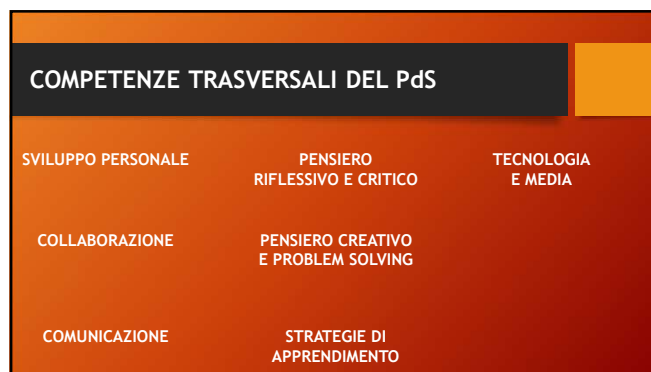 COMPETENZE TRASVERSALI DEL PdS
SVILUPPO PERSONALE
PENSIERO
RIFLESSIVO E CRITICO
TECNOLOGIA
E MEDIA
COLLABORAZIONE
PENSIERO CREATIVO
E PROBLEM SOLVING
COMUNICAZIONE
STRATEGIE DI
APPRENDIMENTO